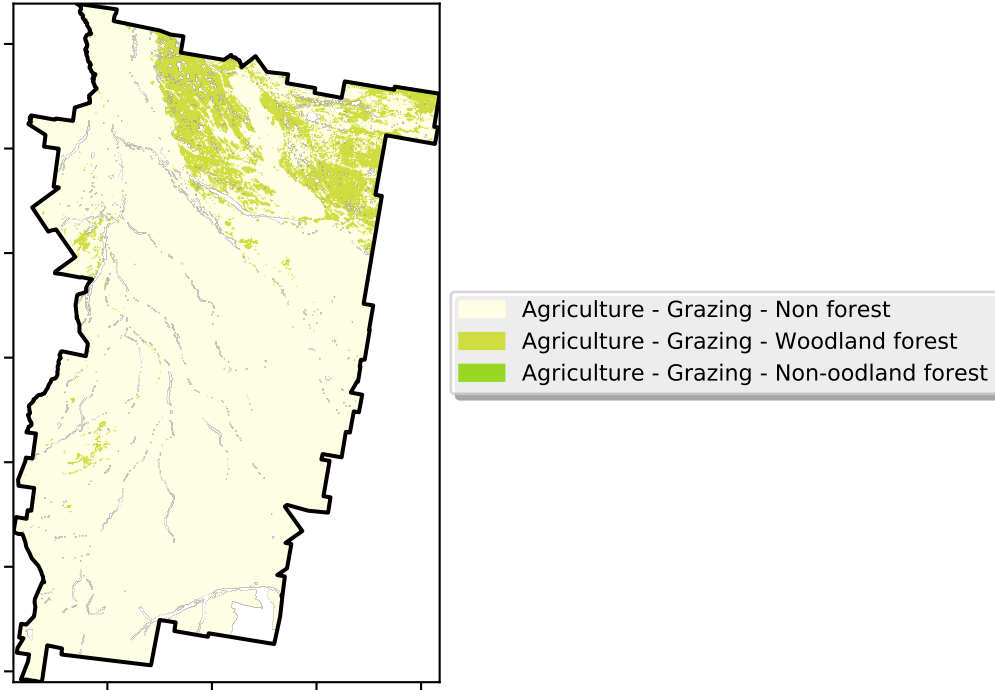 Agriculture - Grazing - Non forest
Agriculture - Grazing - Woodland forest
Agriculture - Grazing - Non-oodland forest